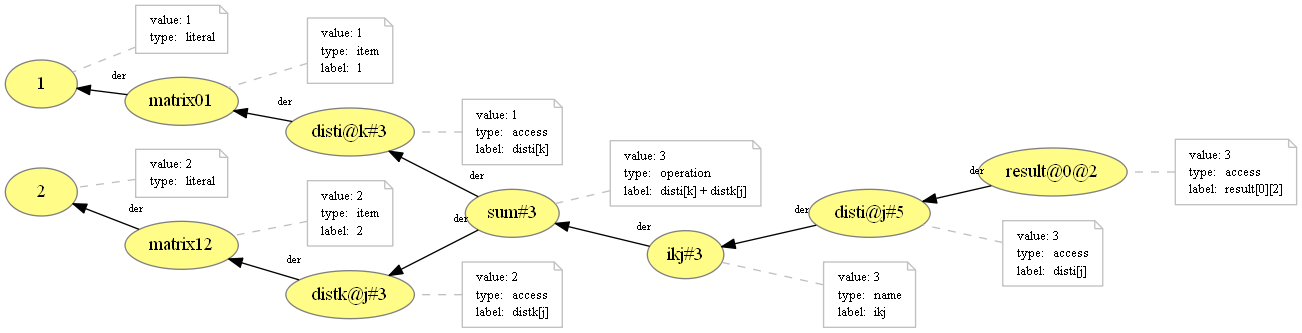 value: 1
type: literal
1
der
matrix01
value: 1
type: item
label: 1
der
disti@k#3
value: 1
type: access
label: disti[k]
der
value: 2
type: literal
2
der
matrix12
value: 2
type: item
label: 2
der
distk@j#3
value: 2
type: access
label: distk[j]
der
sum#3
value: 3
type: operation
label: disti[k] + distk[j]
der
ikj#3
value: 3
type: name
label: ikj
der
disti@j#5
value: 3
type: access
label: disti[j]
der
result@0@2
value: 3
type: access
label: result[0][2]